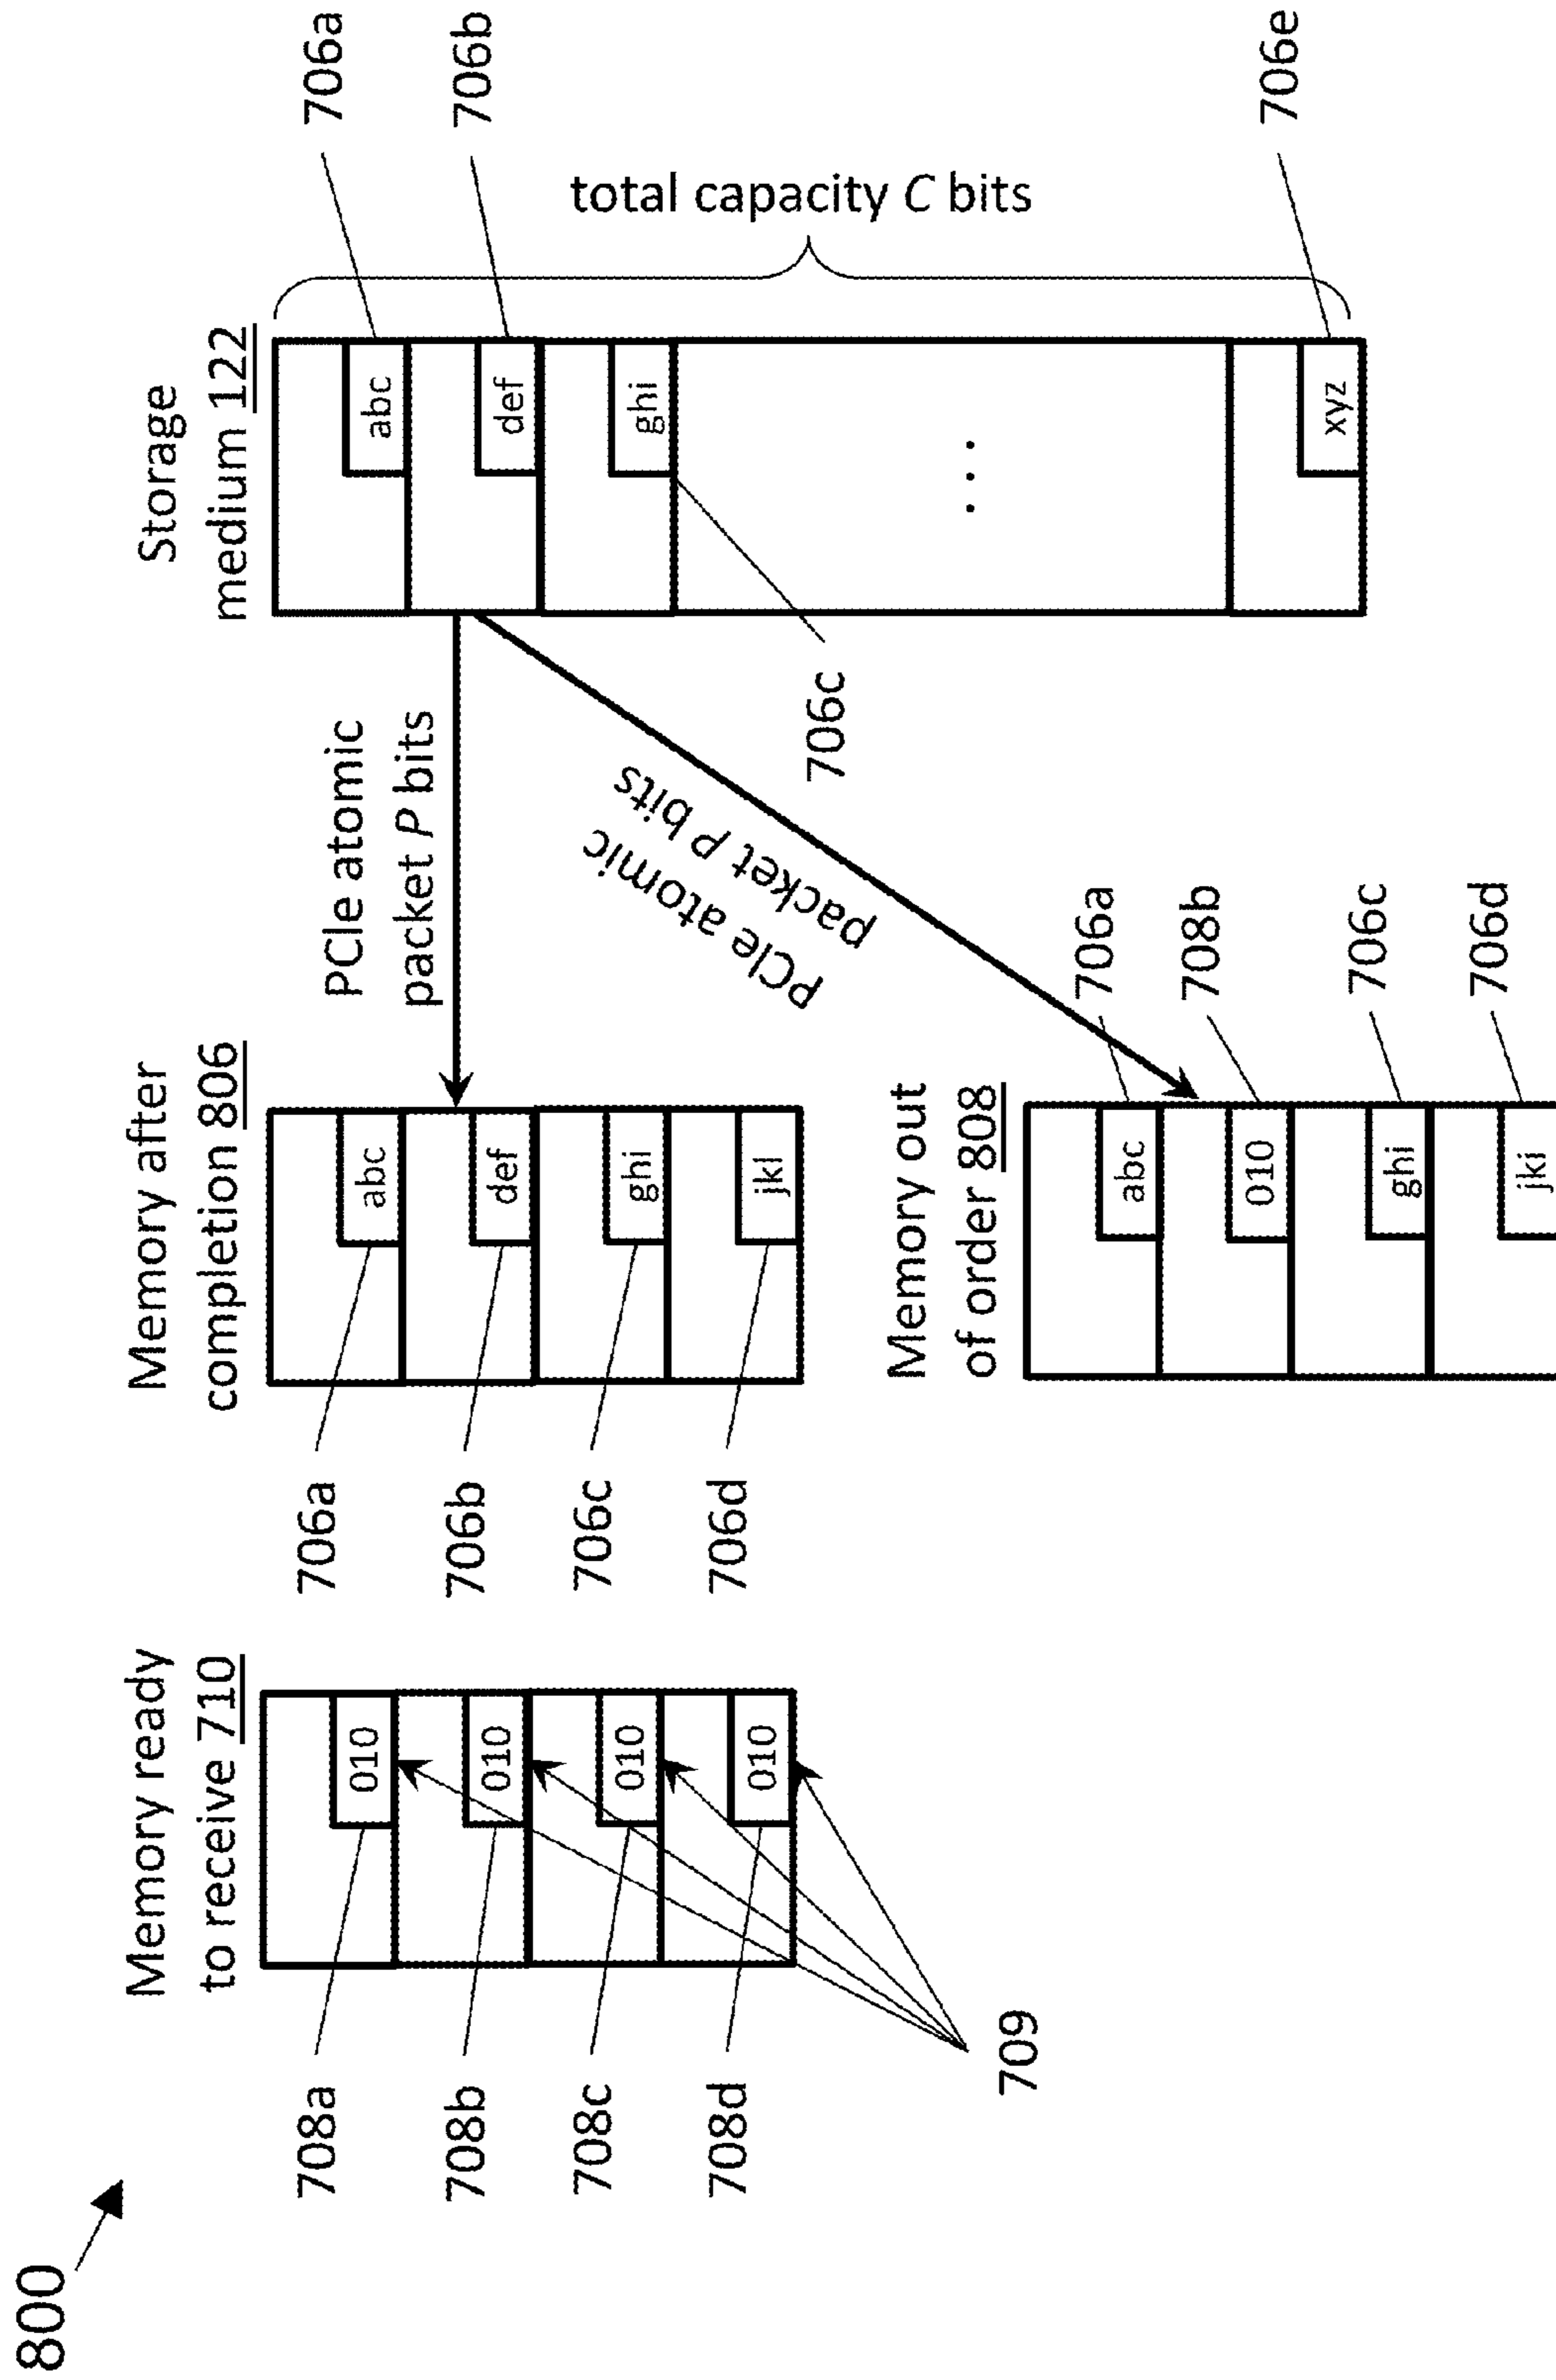 800
Memory ready
to receive 710
708a
010
708b
010
708c
010
708d
010
709
Memory after
completion 806
706a
abc
706b
def
706c
ghi
706d
jkl
PCIe atomic
packet P bits
PCIe atomic
packet P bits
Memory out
of order 808
abc
706a
010
708b
ghi
706c
jki
706d
Storage
medium 122
abc
706a
def
706b
ghi
706c
...
xyz
706e
total capacity C bits